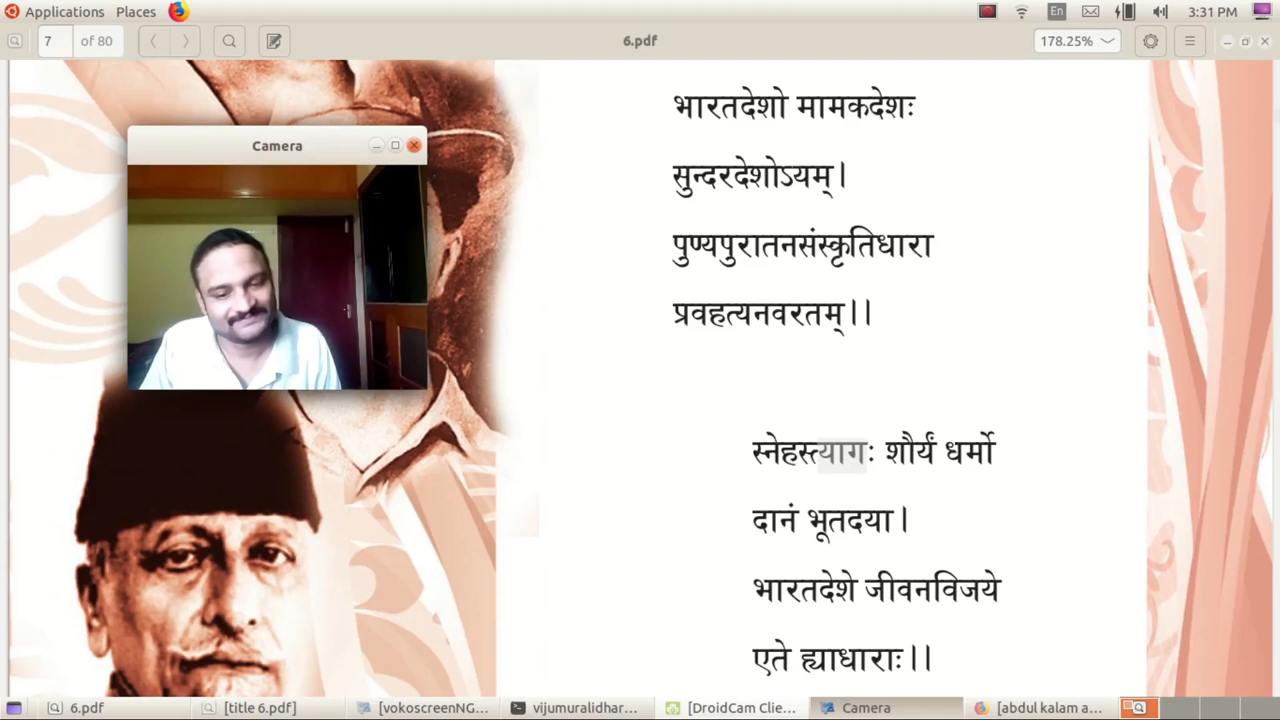 Applications Places En 3:31 PM
7 of 80 6.pdf 178.25%
भारतदेशो मामकदेशः
Camera
सुन्दरदेशोऽयम्।
पुण्यपुरातनसंस्कृतिधारा
प्रवहत्यनवरतम्।।
स्नेहस्त्यागः शौर्यं धर्मो
दानं भूतदया।
भारतदेशे जीवनविजये
एते ह्याधाराः।।
6.pdf [title 6.pdf] [vokoscreenNG... vijumuralidhar... [DroidCam Clie... Camera [abdul kalam a...